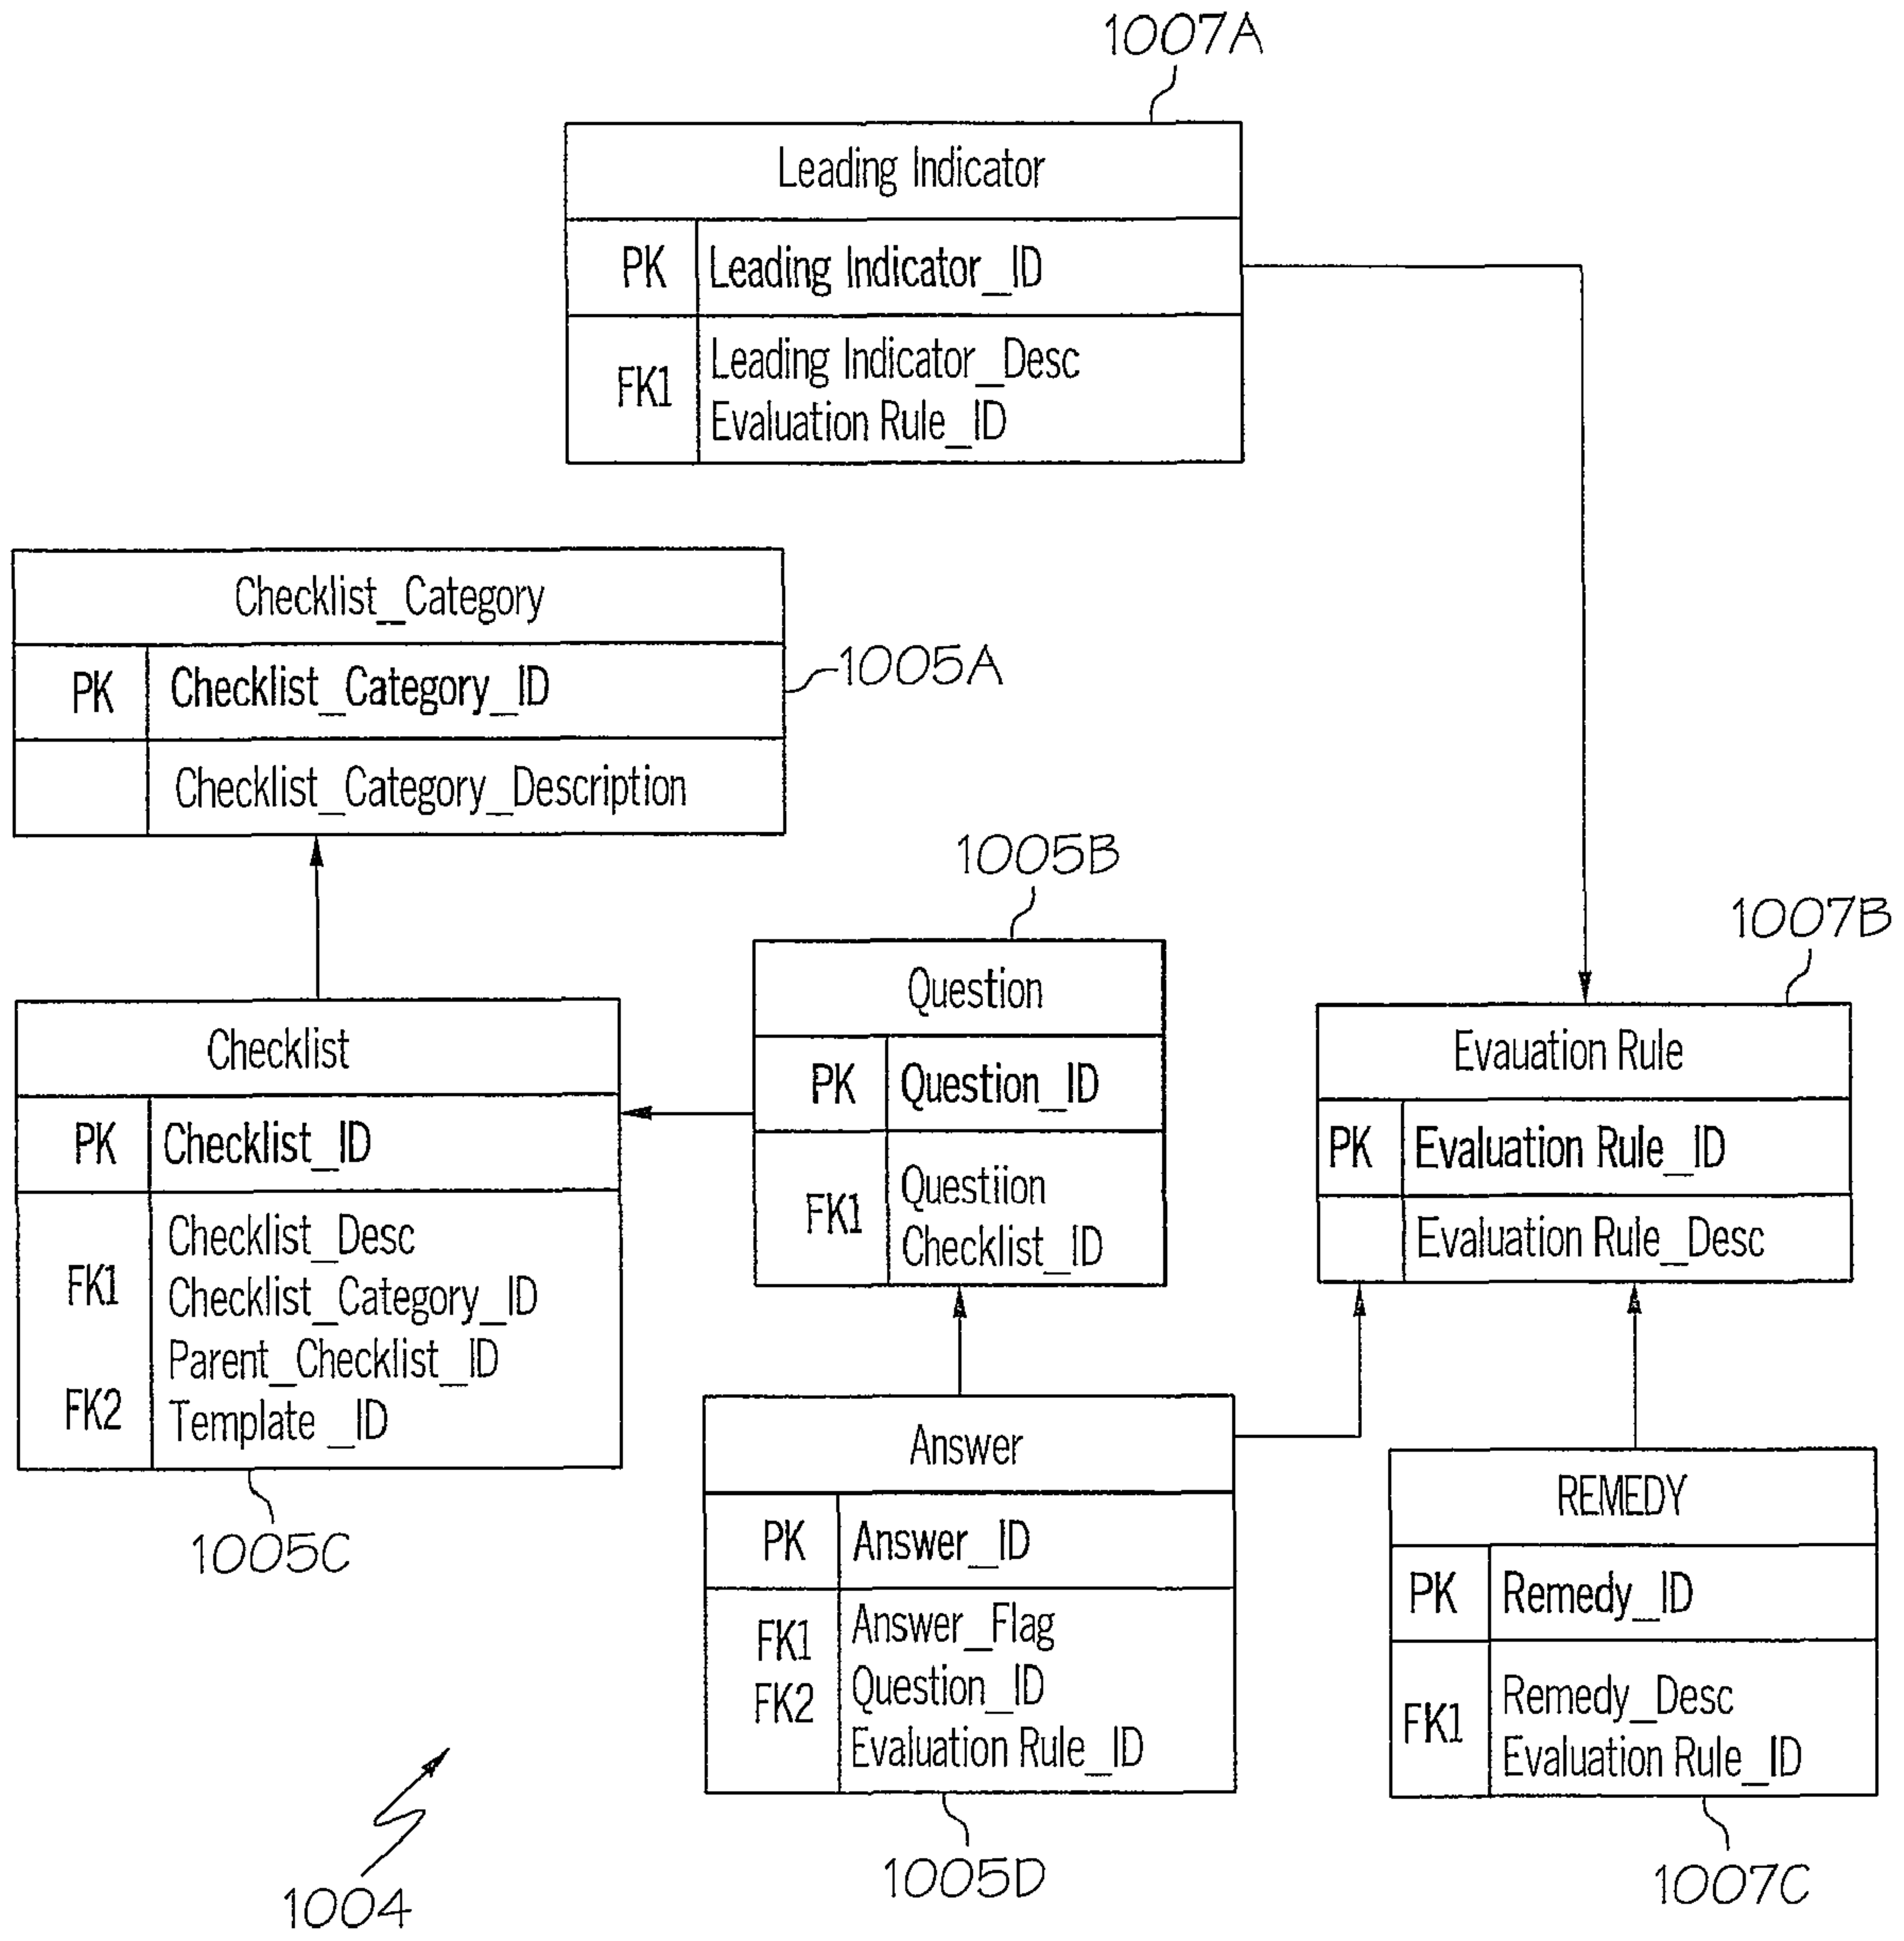 1007A
Leading Indicator
PK Leading Indicator_ID
Leading Indicator_Desc
FK1
Evaluation Rule_ID
Checklist_Category
PK Checklist_Category_ID
1005A
Checklist_Category_Description
1005B
Question
PK Question_ID
Questiion
FK1
Checklist_ID
1007B
Evauation Rule
PK Evaluation Rule_ID
Evaluation Rule_Desc
Checklist
PK Checklist_ID
Checklist_Desc
FK1 Checklist_Category_ID
Parent_Checklist_ID
FK2 Template _ID
1005C
Answer
PK Answer_ID
FK1 Answer_Flag
FK2 Question_ID
Evaluation Rule_ID
1005D
REMEDY
PK Remedy_ID
Remedy_Desc
FK1
Evaluation Rule_ID
1007C
1004